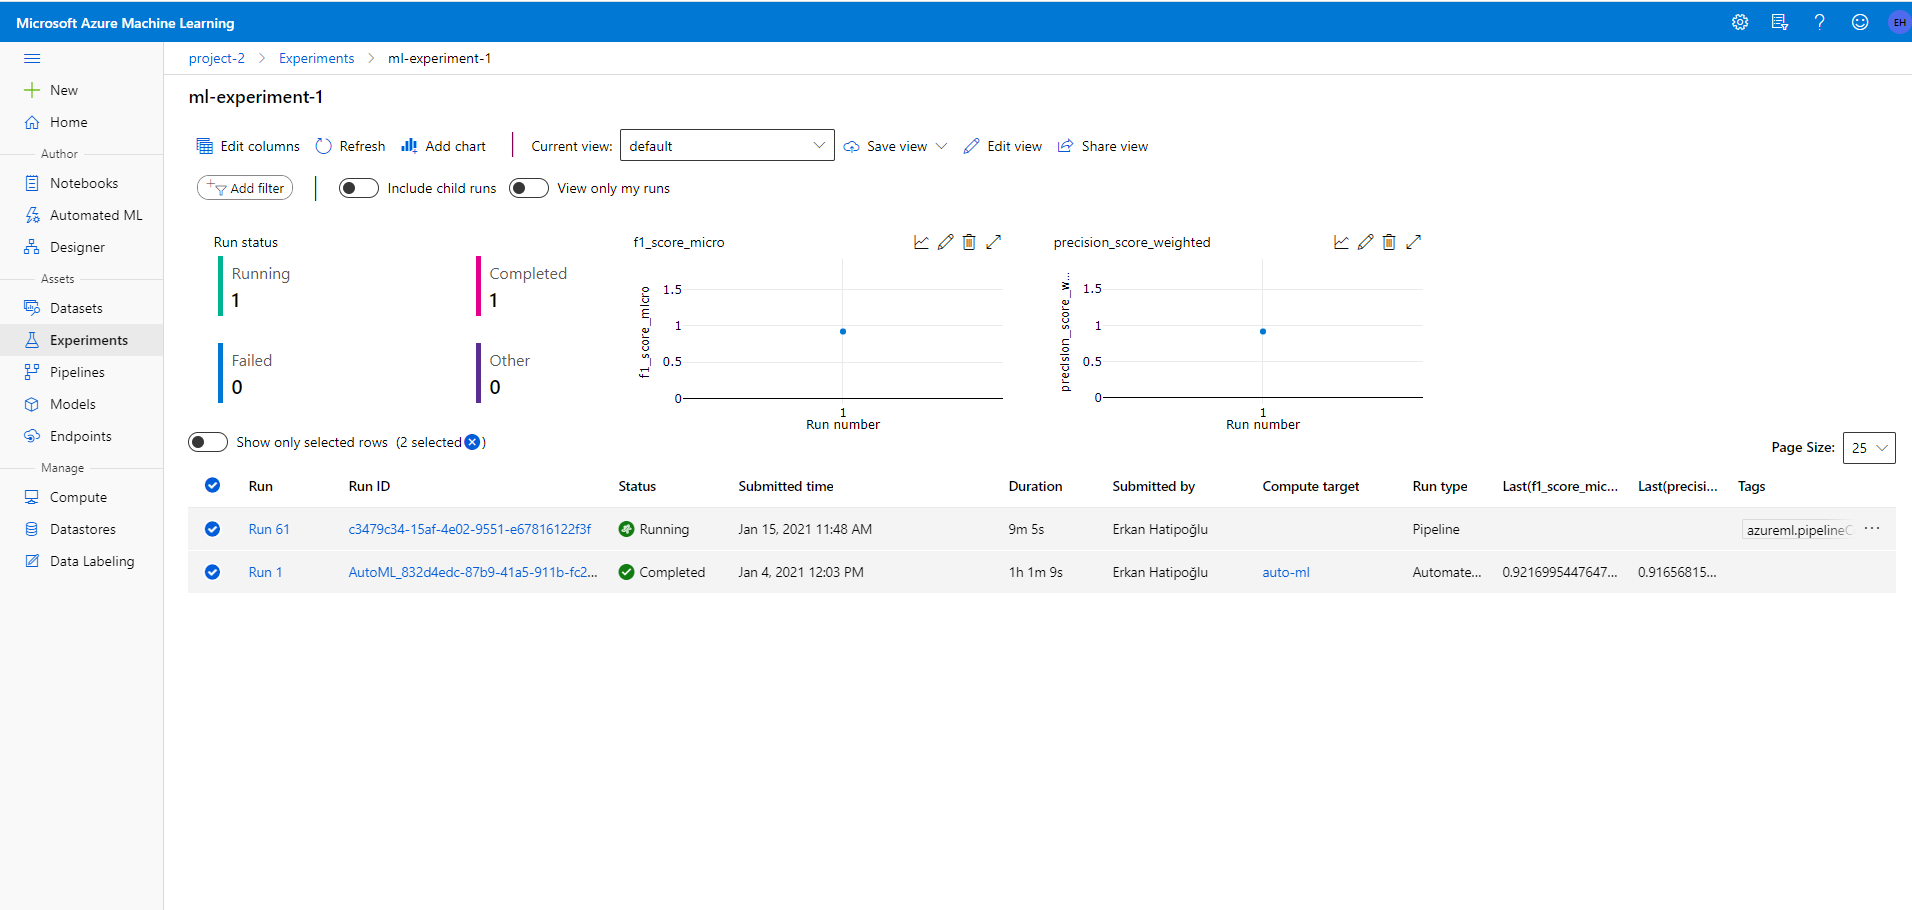 Microsoft Azure Machine Learning
EH
project-2 > Experiments > ml-experiment-1
New
Home
Author
Notebooks
Automated ML
Designer
Assets
Datasets
Experiments
Pipelines
Models
Endpoints
Manage
Compute
Datastores
Data Labeling
ml-experiment-1
Edit columns Refresh Add chart Current view: default Save view Edit view Share view
Add filter Include child runs View only my runs
Run status
Running
1
Completed
1
Failed
0
Other
0
f1_score_micro
f1_score_micro
1.5
1
0.5
0
1
Run number
precision_score_weighted
precision_score_w...
1.5
1
0.5
0
1
Run number
Show only selected rows (2 selected )
Page Size: 25
Run Run ID Status Submitted time Duration Submitted by Compute target Run type Last(f1_score_mic... Last(precisi... Tags
Run 61 c3479c34-15af-4e02-9551-e67816122f3f Running Jan 15, 2021 11:48 AM 9m 5s Erkan Hatipoğlu Pipeline azureml.pipelineC ...
Run 1 AutoML_832d4edc-87b9-41a5-911b-fc2... Completed Jan 4, 2021 12:03 PM 1h 1m 9s Erkan Hatipoğlu auto-ml Automate... 0.9216995447647... 0.91656815...